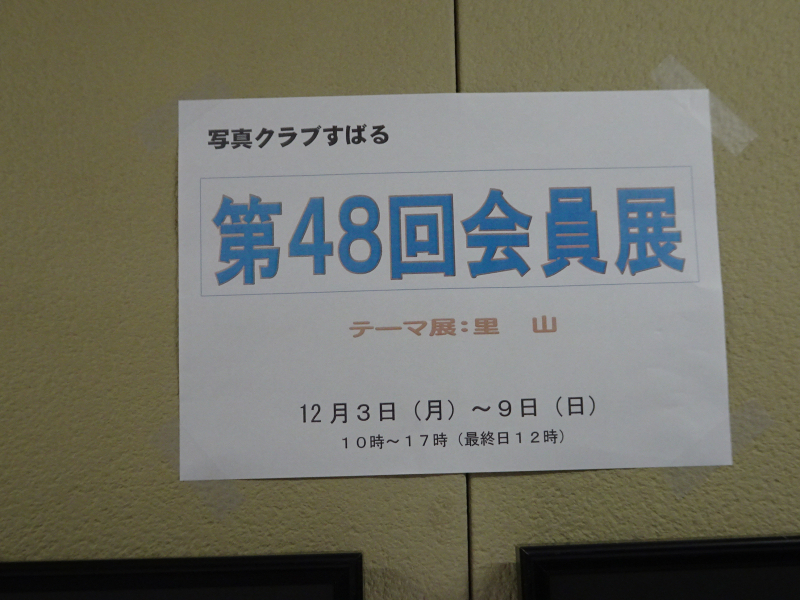 写真クラブすばる
第48回会員展
テーマ展:里　山
12月3日（月）～9日（日）
10時～17時（最終日12時）